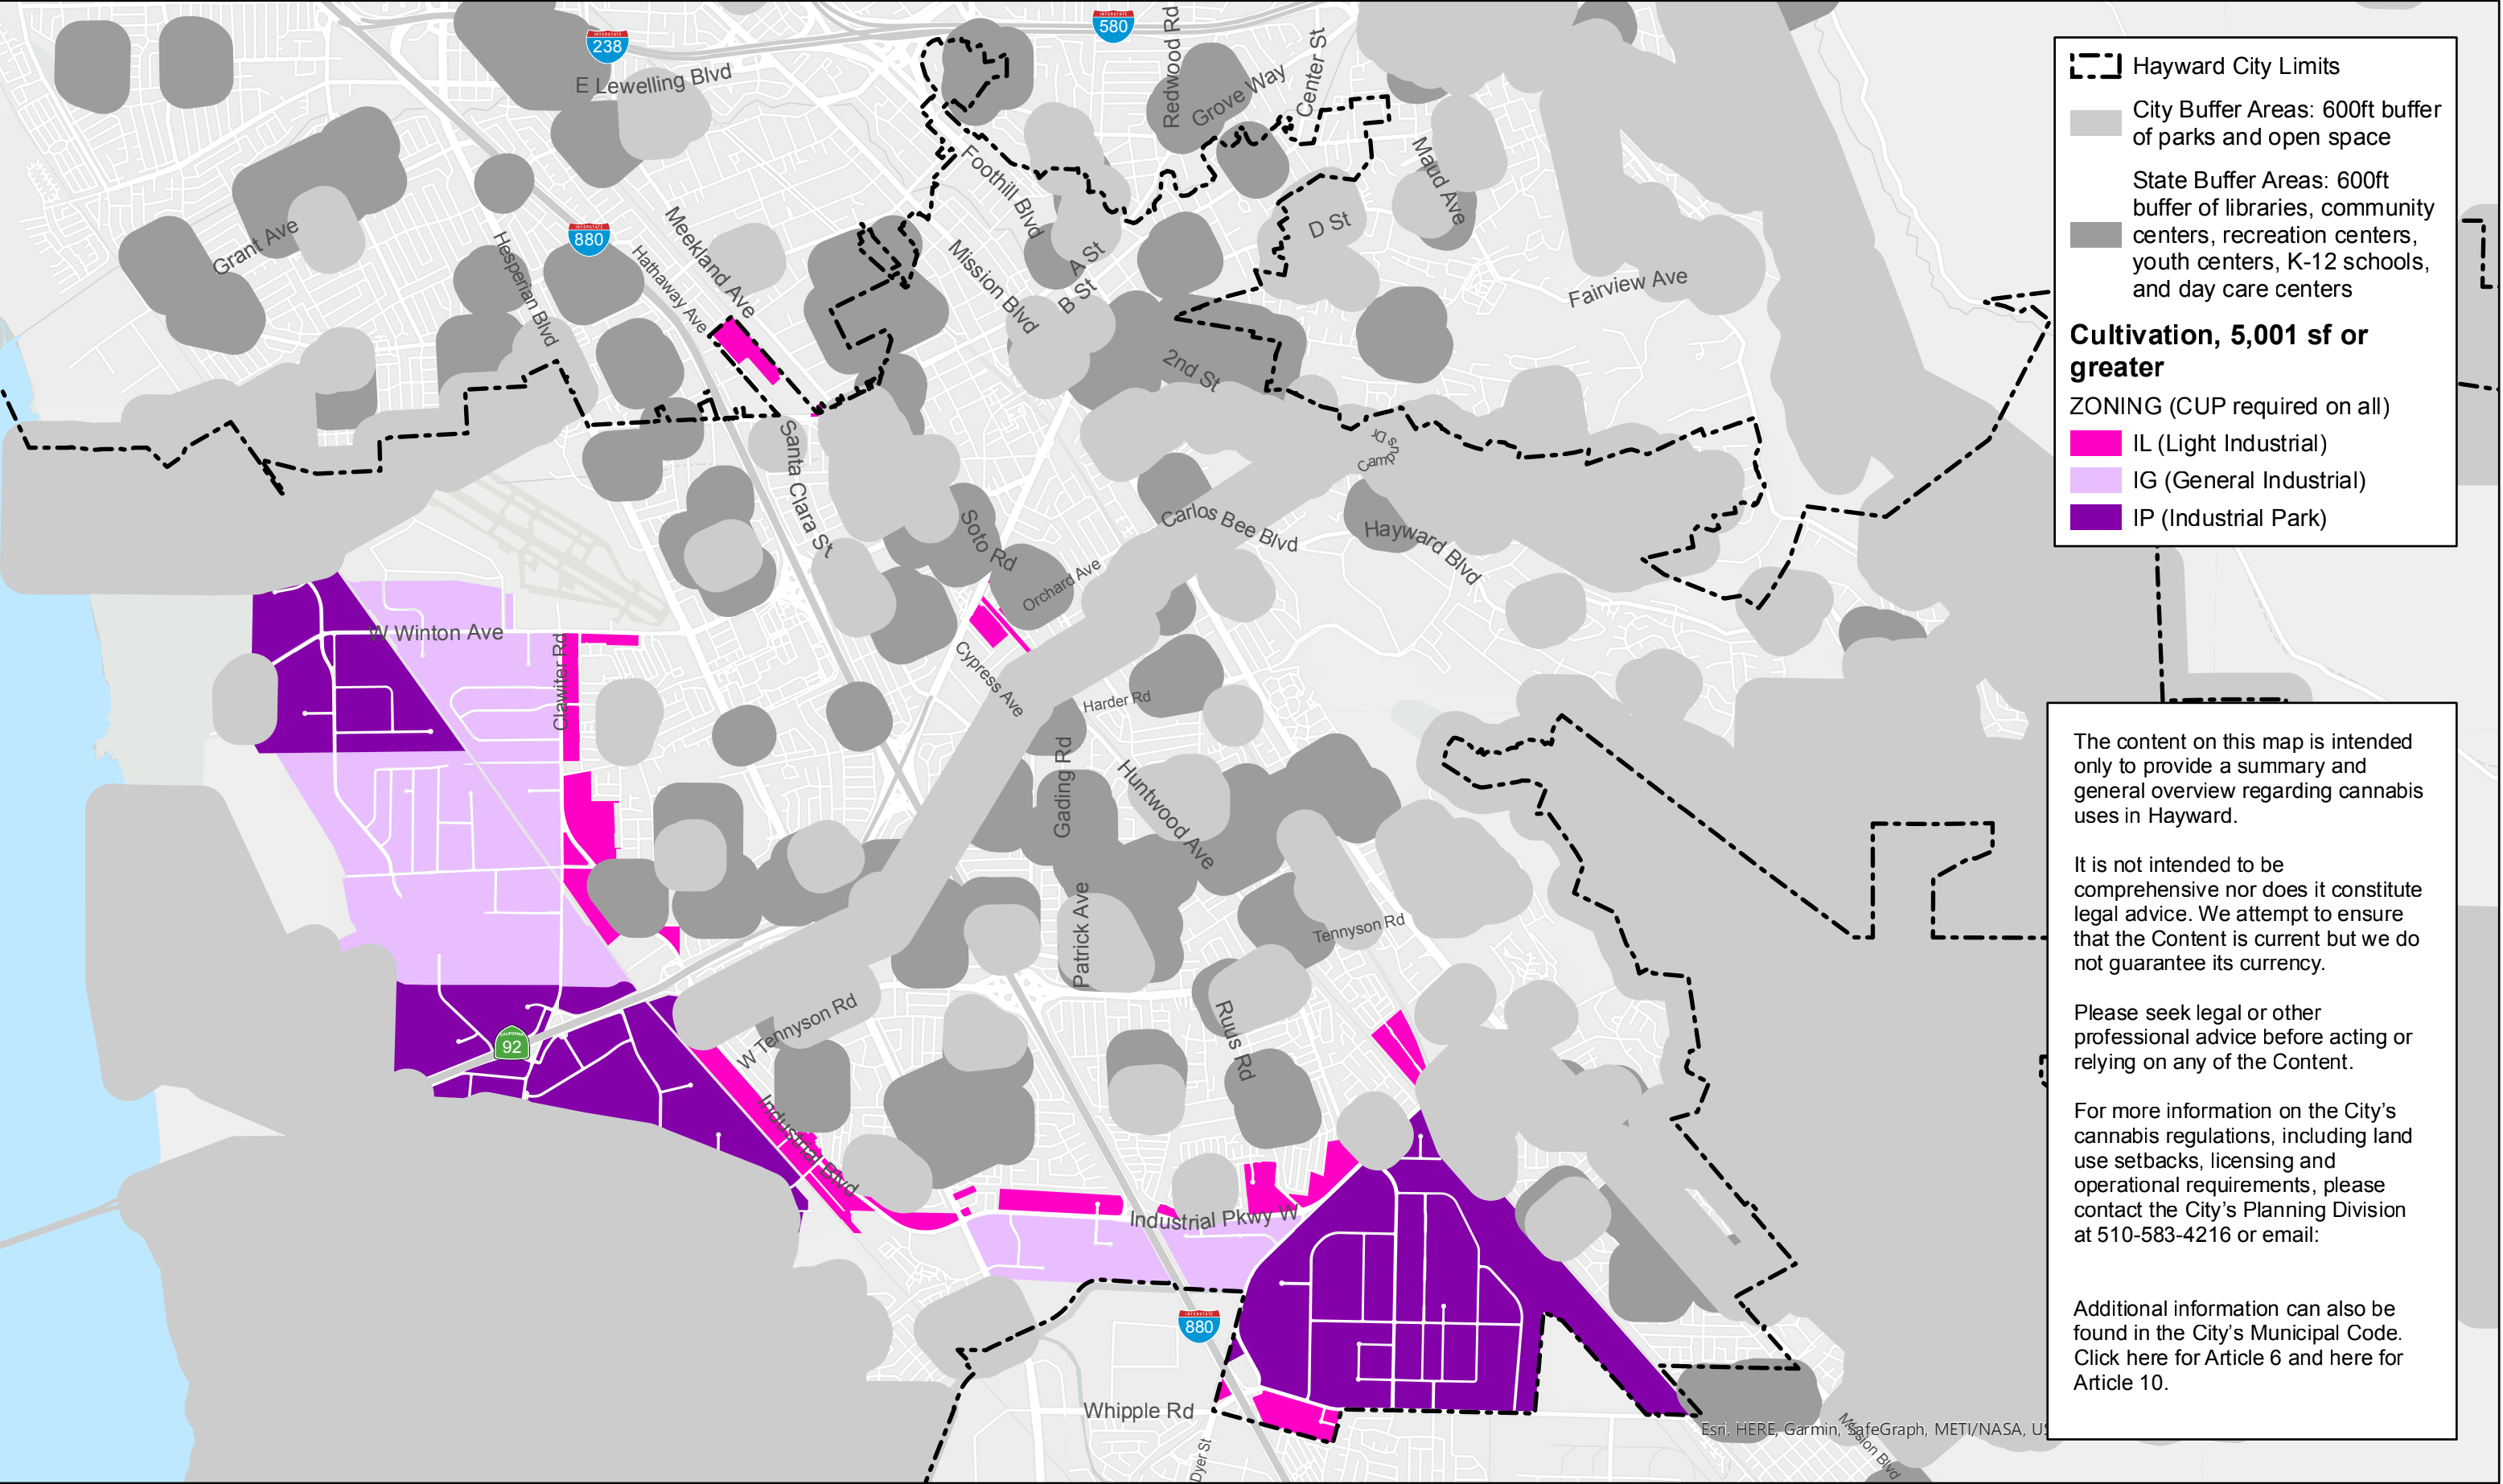 INTERSTATE
580
INTERSTATE
238
Redwood Rd
Center St
E Lewelling Blvd
Grove Way
Foothill Blvd
Maud Ave
Grant Ave
INTERSTATE
880
Hesperian Blvd
Hathaway Ave
Meekland Ave
Mission Blvd
A St
B St
D St
Fairview Ave
2nd St
Santa Clara St
Campus Dr
Soto Rd
Orchard Ave
Carlos Bee Blvd
Hayward Blvd
W Winton Ave
Clawiter Rd
Cypress Ave
Harder Rd
Gading Rd
Huntwood Ave
Patrick Ave
Tennyson Rd
CALIFORNIA
92
W Tennyson Rd
Ruus Rd
Industrial Blvd
Industrial Pkwy W
INTERSTATE
880
Whipple Rd
Dyer St
Mission Blvd
Esri, HERE, Garmin, SafeGraph, METI/NASA, US
Hayward City Limits
City Buffer Areas: 600ft buffer
of parks and open space
State Buffer Areas: 600ft
buffer of libraries, community
centers, recreation centers,
youth centers, K-12 schools,
and day care centers
Cultivation, 5,001 sf or
greater
ZONING (CUP required on all)
IL (Light Industrial)
IG (General Industrial)
IP (Industrial Park)
The content on this map is intended
only to provide a summary and
general overview regarding cannabis
uses in Hayward.
It is not intended to be
comprehensive nor does it constitute
legal advice. We attempt to ensure
that the Content is current but we do
not guarantee its currency.
Please seek legal or other
professional advice before acting or
relying on any of the Content.
For more information on the City’s
cannabis regulations, including land
use setbacks, licensing and
operational requirements, please
contact the City’s Planning Division
at 510-583-4216 or email:
Additional information can also be
found in the City’s Municipal Code.
Click here for Article 6 and here for
Article 10.